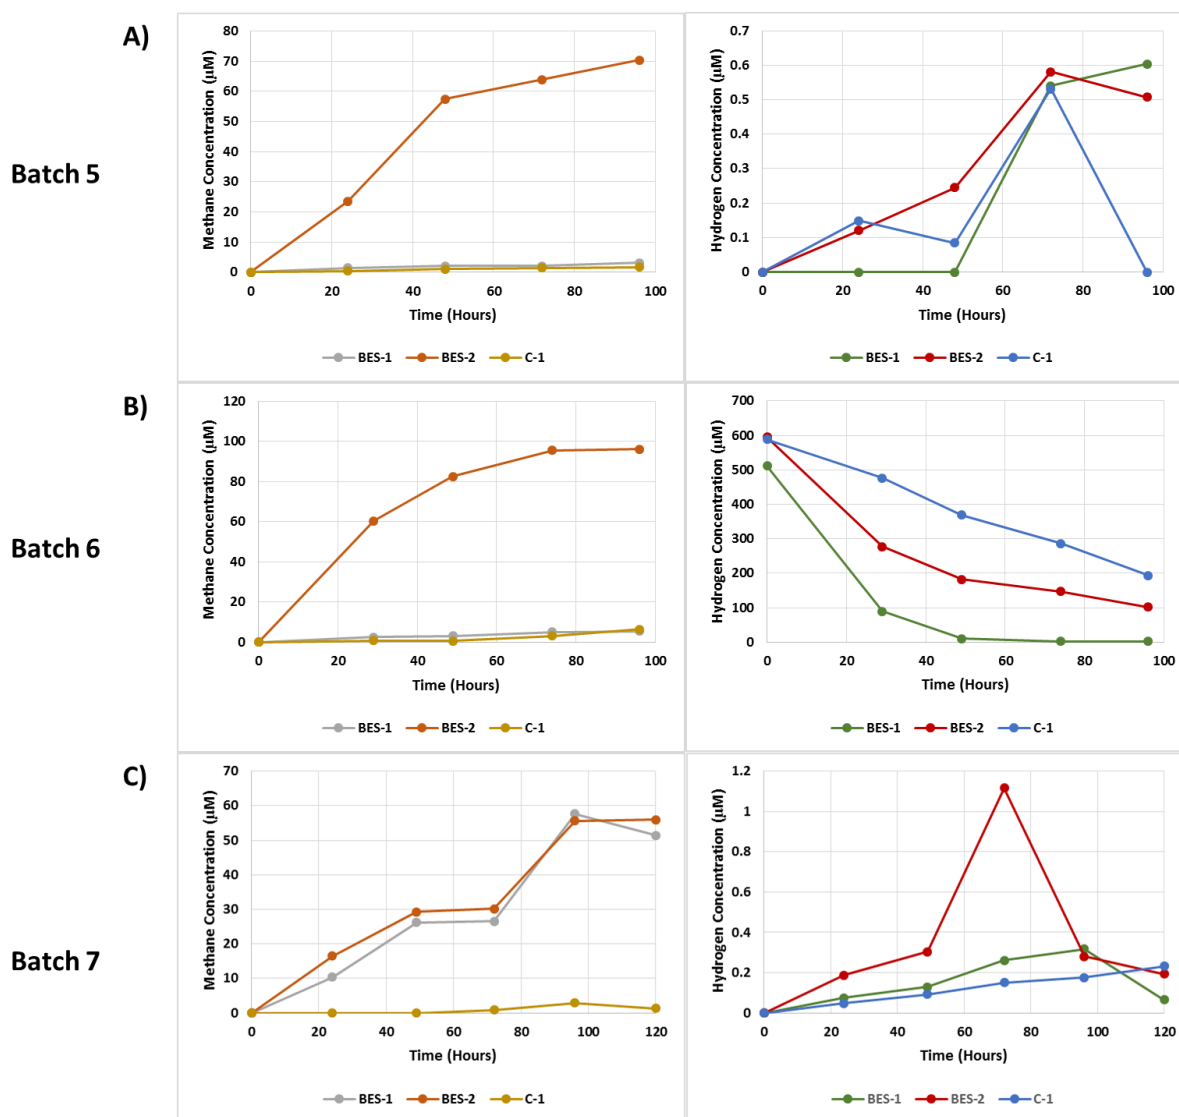 A)
Batch 5
Methane Concentration (µM)
80
70
60
50
40
30
20
10
0
0 20 40 60 80 100
Time (Hours)
BES-1 BES-2 C-1
Hydrogen Concentration (µM)
0.7
0.6
0.5
0.4
0.3
0.2
0.1
0
0 20 40 60 80 100
Time (Hours)
BES-1 BES-2 C-1
B)
Batch 6
Methane Concentration (µM)
120
100
80
60
40
20
0
0 20 40 60 80 100
Time (Hours)
BES-1 BES-2 C-1
Hydrogen Concentration (µM)
700
600
500
400
300
200
100
0
0 20 40 60 80 100
Time (Hours)
BES-1 BES-2 C-1
C)
Batch 7
Methane Concentration (µM)
70
60
50
40
30
20
10
0
0 20 40 60 80 100 120
Time (Hours)
BES-1 BES-2 C-1
Hydrogen Concentration (µM)
1.2
1
0.8
0.6
0.4
0.2
0
0 20 40 60 80 100 120
Time (Hours)
BES-1 BES-2 C-1